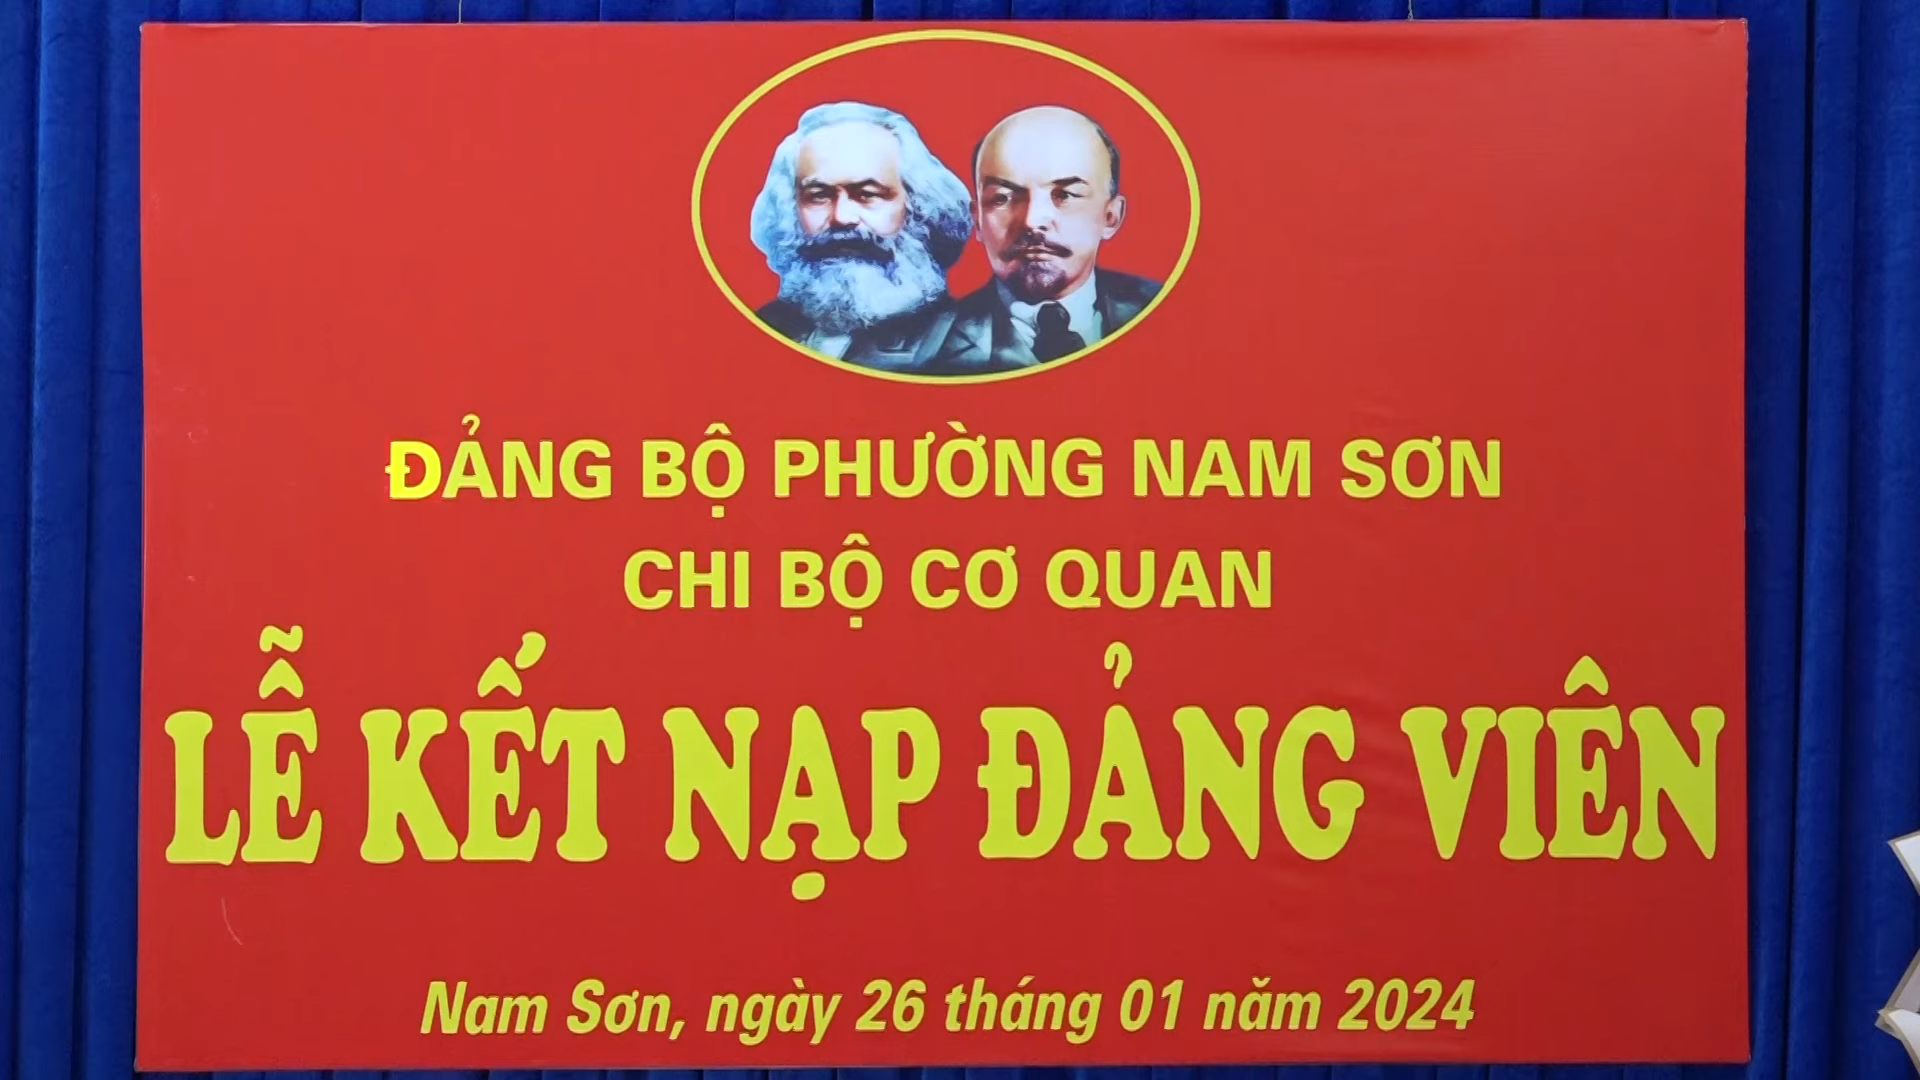 ĐẢNG BỘ PHƯỜNG NAM SƠN
CHI BỘ CƠ QUAN
LỄ KẾT NẠP ĐẢNG VIÊN
Nam Sơn, ngày 26 tháng 01 năm 2024